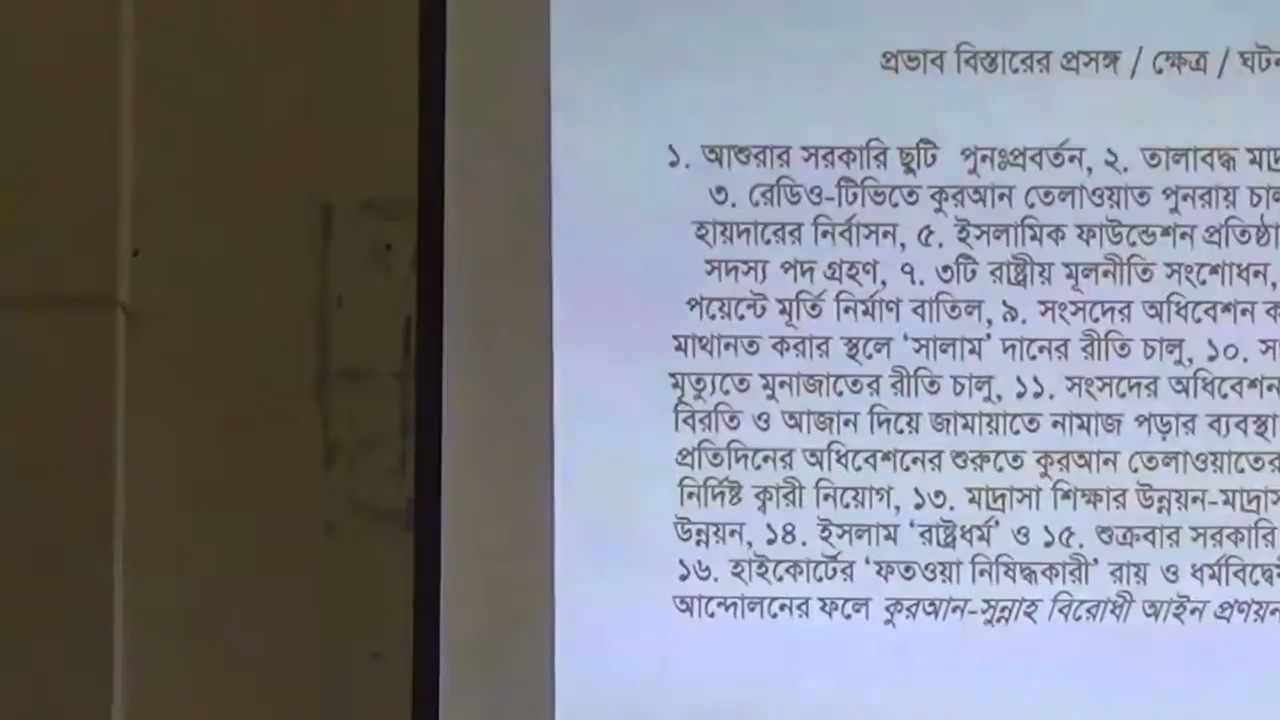 প্রভাব বিস্তারের প্রসঙ্গ / ক্ষেত্র /
১. আশুরার সরকারি ছুটি পুনঃপ্রবর্তন, ২. তালাবদ্ধ
৩. রেডিও-টিভিতে কুরআন তেলাওয়াত পুনরায়
হায়দারের নির্বাসন, ৫. ইসলামিক ফাউন্ডেশন প্রতিষ্ঠা
সদস্য পদ গ্রহণ, ৭. ৩টি রাষ্ট্রীয় মূলনীতি সংশোধন,
পয়েন্টে মূর্তি নির্মাণ বাতিল, ৯. সংসদের অধিবেশন
মাথানত করার স্থলে ‘সালাম’ দানের রীতি চালু, ১০.
মৃত্যুতে মুনাজাতের রীতি চালু, ১১. সংসদের অধিবেশন
বিরতি ও আজান দিয়ে জামায়াতে নামাজ পড়ার ব্যবস্থা
প্রতিদিনের অধিবেশনের শুরুতে কুরআন তেলাওয়াতের
নির্দিষ্ট ক্বারী নিয়োগ, ১৩. মাদ্রাসা শিক্ষার উন্নয়ন-
উন্নয়ন, ১৪. ইসলাম ‘রাষ্ট্রধর্ম’ ও ১৫. শুক্রবার সরকারি
১৬. হাইকোর্টের ‘ফতওয়া নিষিদ্ধকারী’ রায় ও
আন্দোলনের ফলে কুরআন-সুন্নাহ বিরোধী আইন প্রণয়ন